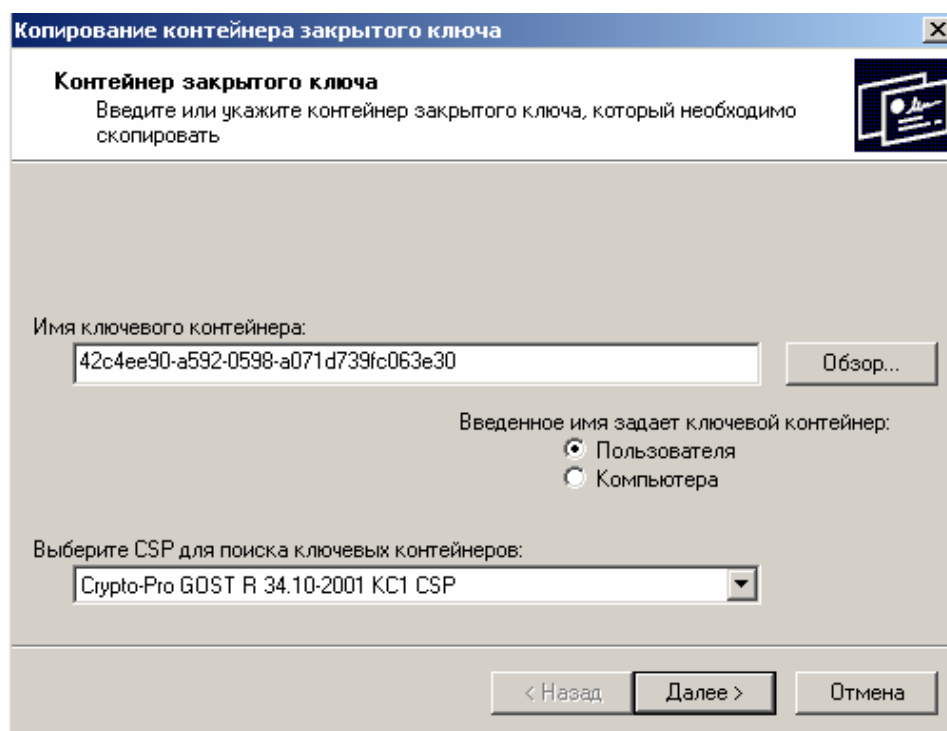 Копирование контейнера закрытого ключа
Контейнер закрытого ключа
Введите или укажите контейнер закрытого ключа, который необходимо
скопировать
Имя ключевого контейнера:
42c4ee90-a592-0598-a071d739fc063e30
Обзор...
Введенное имя задает ключевой контейнер:
Пользователя
Компьютера
Выберите CSP для поиска ключевых контейнеров:
Crypto-Pro GOST R 34.10-2001 KC1 CSP
< Назад
Далее >
Отмена